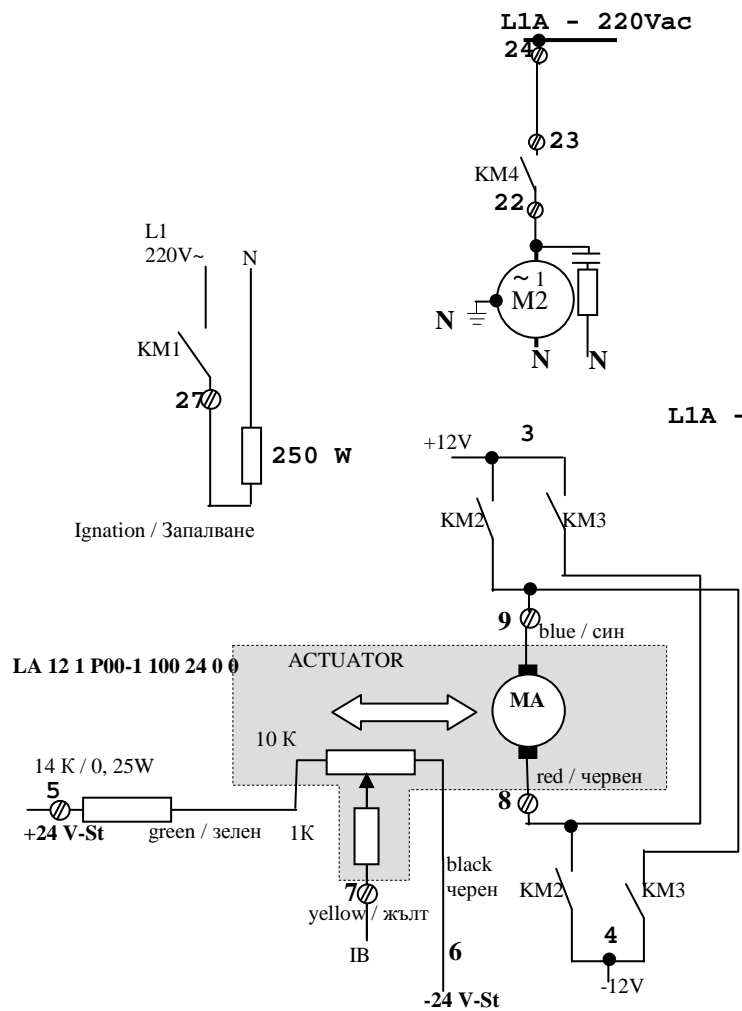 L1A - 220Vac
24
23
KM4
22
L1
220V~
N
~ 1
M2
N
KM1
N
N
27
L1A -
250 W
+12V
3
KM2
KM3
Ignation / Запалване
9
blue / син
LA 12 1 P00-1 100 24 0 0
ACTUATOR
MA
10 K
14 K / 0, 25W
red / червен
5
8
+24 V-St
green / зелен
1K
black
черен
KM2
KM3
7
yellow / жълт
4
IB
6
-12V
-24 V-St